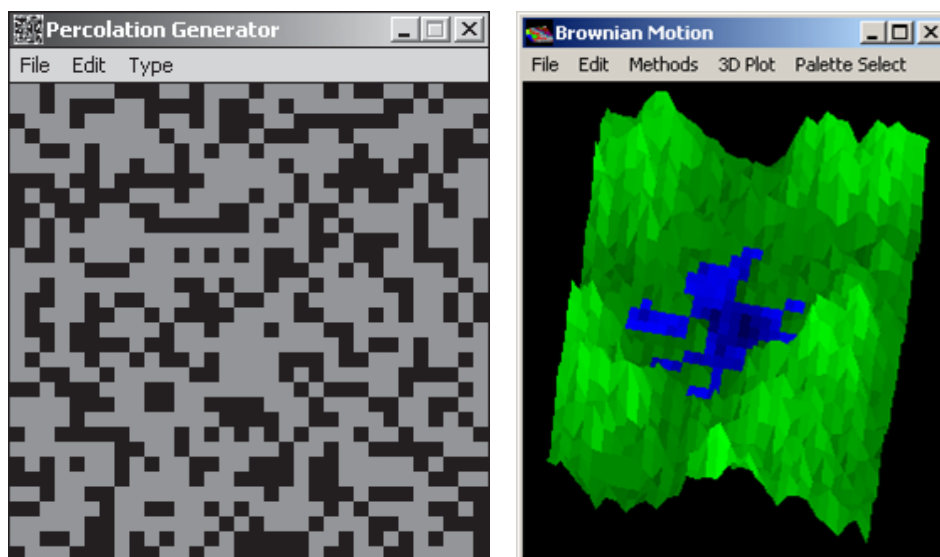 Percolation Generator
File Edit Type
Brownian Motion
File Edit Methods 3D Plot Palette Select